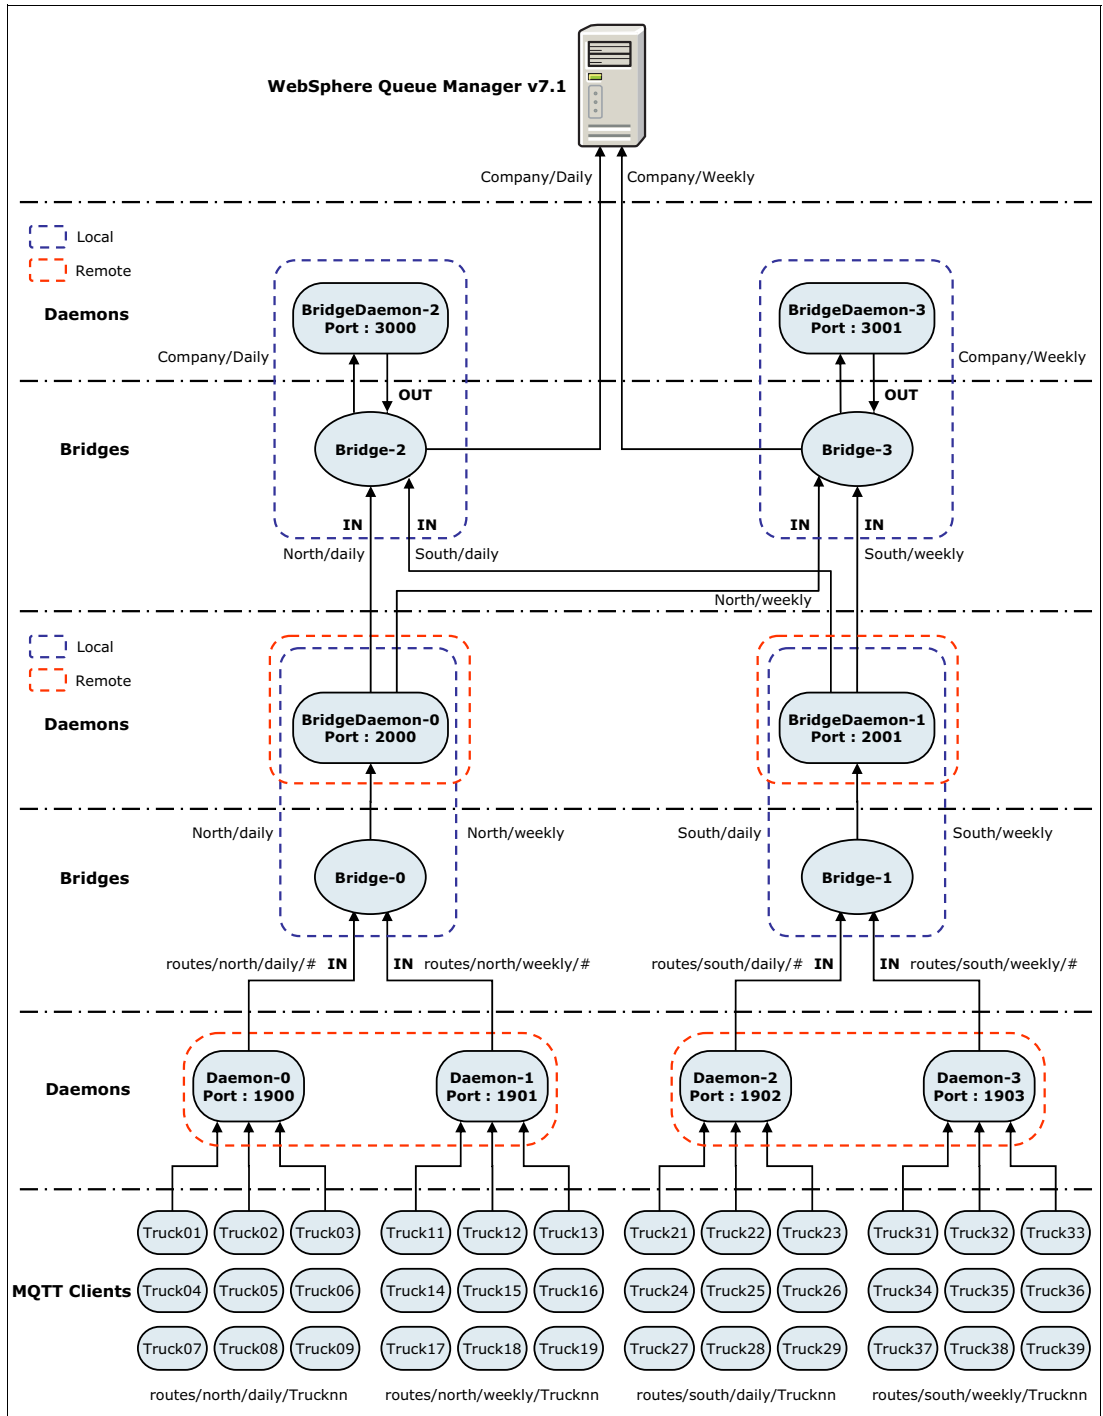 WebSphere Queue Manager v7.1
Company/Daily
Company/Weekly
Local
Remote
Daemons
BridgeDaemon-2
Port : 3000
BridgeDaemon-3
Port : 3001
Company/Daily
Company/Weekly
OUT
OUT
Bridges
Bridge-2
Bridge-3
IN
IN
IN
IN
North/daily
South/daily
South/weekly
North/weekly
Local
Remote
Daemons
BridgeDaemon-0
Port : 2000
BridgeDaemon-1
Port : 2001
North/daily
North/weekly
South/daily
South/weekly
Bridges
Bridge-0
Bridge-1
routes/north/daily/#
IN
IN
routes/north/weekly/#
routes/south/daily/#
IN
IN
routes/south/weekly/#
Daemons
Daemon-0
Port : 1900
Daemon-1
Port : 1901
Daemon-2
Port : 1902
Daemon-3
Port : 1903
Truck01
Truck02
Truck03
Truck11
Truck12
Truck13
Truck21
Truck22
Truck23
Truck31
Truck32
Truck33
MQTT Clients
Truck04
Truck05
Truck06
Truck14
Truck15
Truck16
Truck24
Truck25
Truck26
Truck34
Truck35
Truck36
Truck07
Truck08
Truck09
Truck17
Truck18
Truck19
Truck27
Truck28
Truck29
Truck37
Truck38
Truck39
routes/north/daily/Trucknn
routes/north/weekly/Trucknn
routes/south/daily/Trucknn
routes/south/weekly/Trucknn